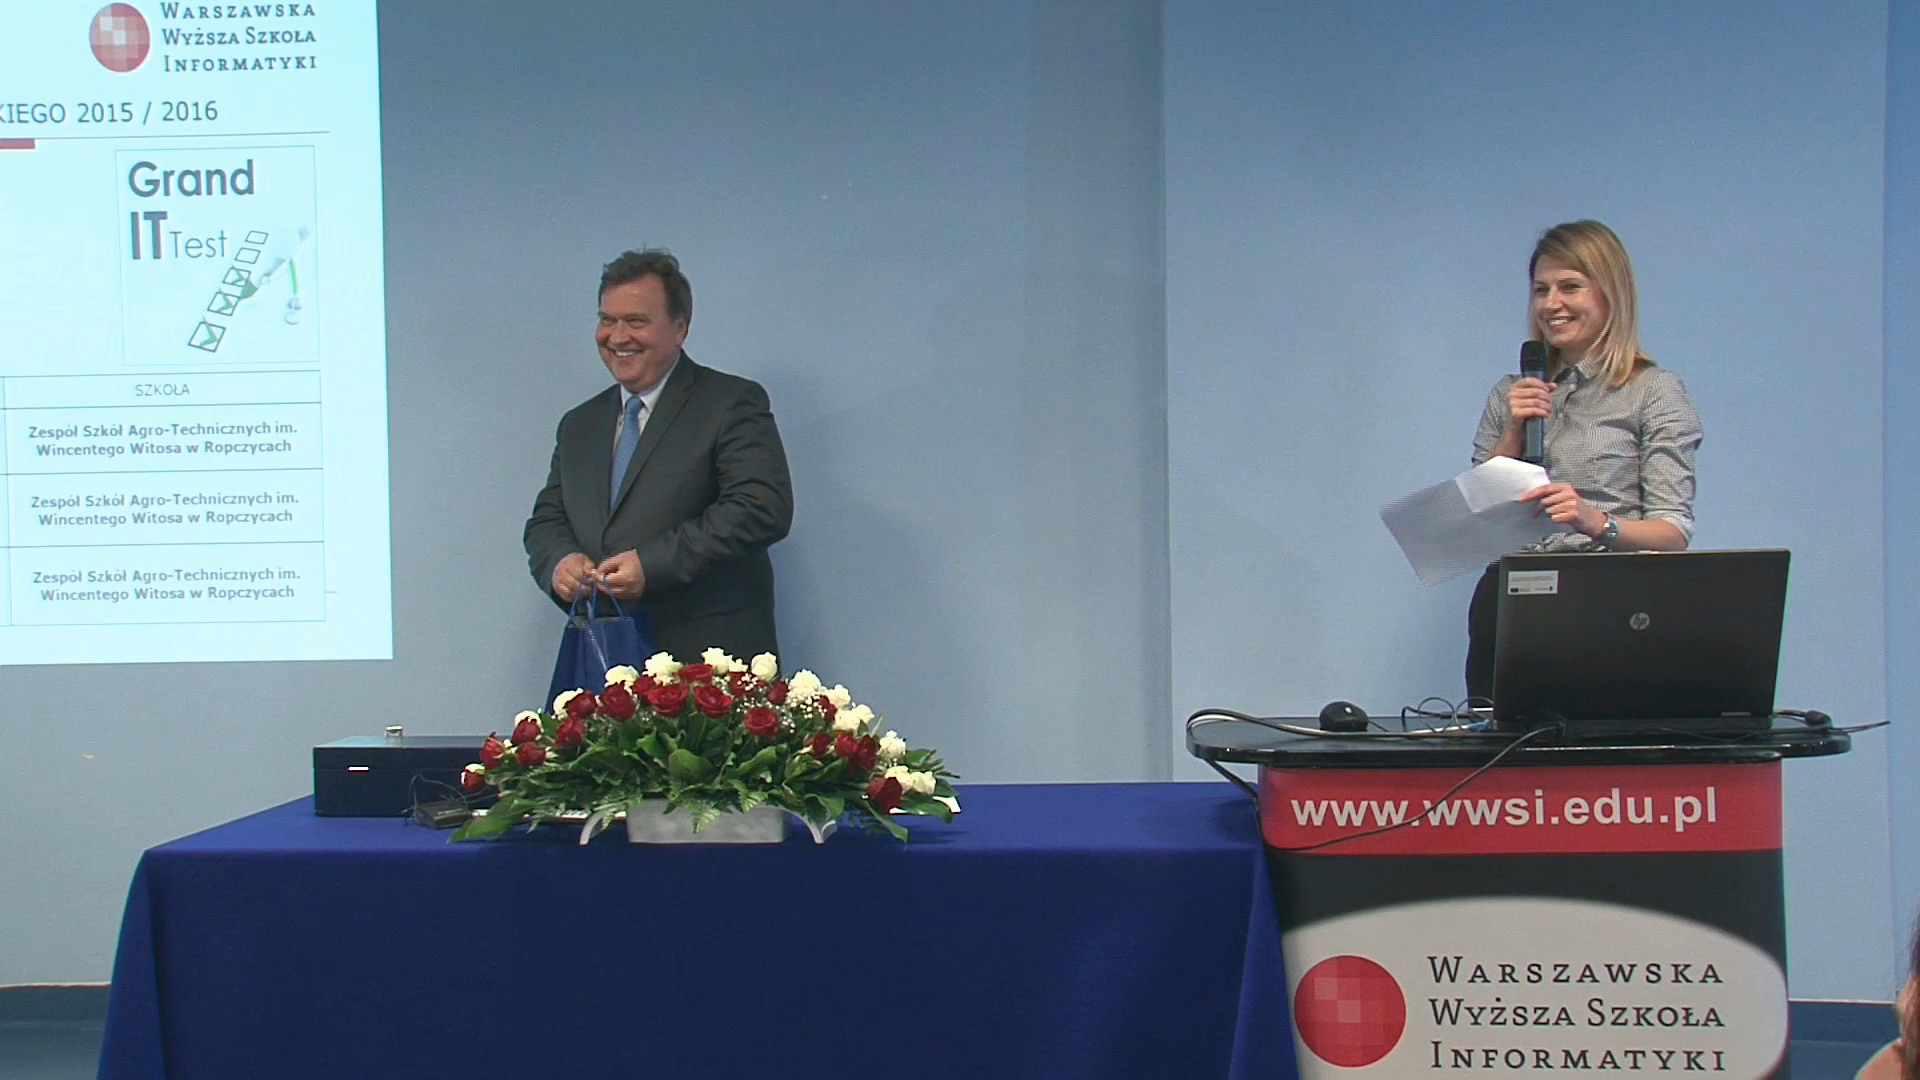 WARSZAWSKA
WYŻSZA SZKOŁA
INFORMATYKI
KIEGO 2015 / 2016
Grand
IT Test
SZKOŁA
Zespół Szkół Agro-Technicznych im.
Wincentego Witosa w Ropczycach
Zespół Szkół Agro-Technicznych im.
Wincentego Witosa w Ropczycach
Zespół Szkół Agro-Technicznych im.
Wincentego Witosa w Ropczycach
hp
www.wwsi.edu.pl
WARSZAWSKA
WYŻSZA SZKOŁA
INFORMATYKI